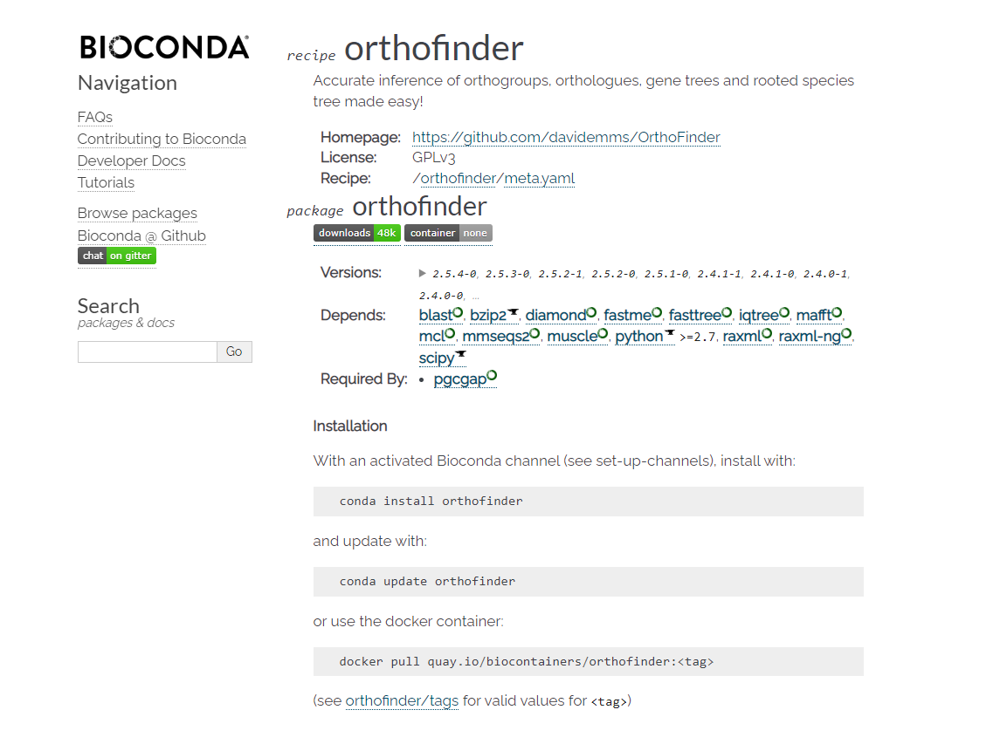 BIOCONDA®
Navigation
FAQs
Contributing to Bioconda
Developer Docs
Tutorials
Browse packages
Bioconda @ Github
chat on gitter
Search
packages & docs
Go
recipe orthofinder
Accurate inference of orthogroups, orthologues, gene trees and rooted species
tree made easy!
Homepage: https://github.com/davidemms/OrthoFinder
License: GPLv3
Recipe: /orthofinder/meta.yaml
package orthofinder
downloads 48k container none
Versions: 2.5.4-0, 2.5.3-0, 2.5.2-1, 2.5.2-0, 2.5.1-0, 2.4.1-1, 2.4.1-0, 2.4.0-1,
2.4.0-0, ...
Depends: blast, bzip2, diamond, fastme, fasttree, iqtree, mafft,
mcl, mmseqs2, muscle, python >=2.7, raxml, raxml-ng,
scipy
Required By: • pgcgap
Installation
With an activated Bioconda channel (see set-up-channels), install with:
conda install orthofinder
and update with:
conda update orthofinder
or use the docker container:
docker pull quay.io/biocontainers/orthofinder:<tag>
(see orthofinder/tags for valid values for <tag>)